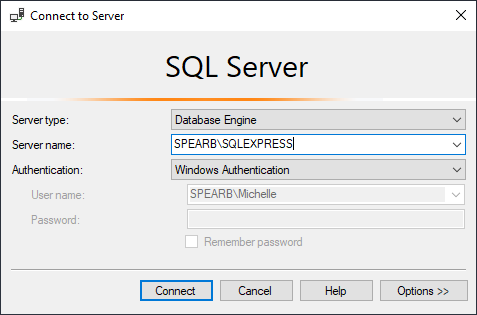 Connect to Server
SQL Server
Server type: Database Engine
Server name: SPEARB\SQLEXPRESS
Authentication: Windows Authentication
User name: SPEARB\Michelle
Password:
Remember password
Connect Cancel Help Options >>